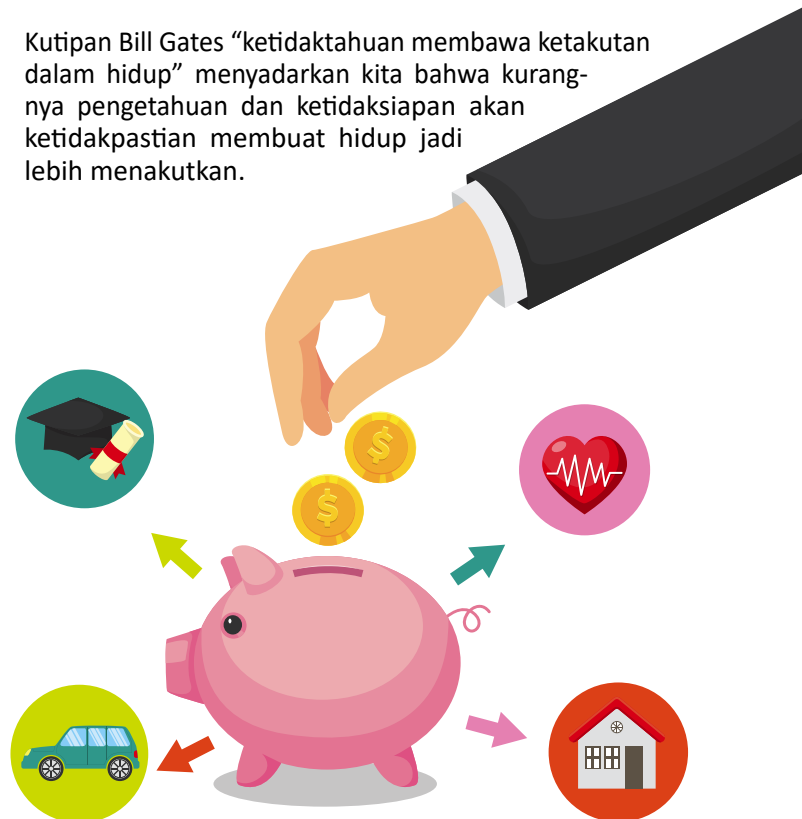 Kutipan Bill Gates “ketidaktahuan membawa ketakutan
dalam hidup” menyadarkan kita bahwa kurang-
nya pengetahuan dan ketidaksiapan akan
ketidakpastian membuat hidup jadi
lebih menakutkan.
$
$